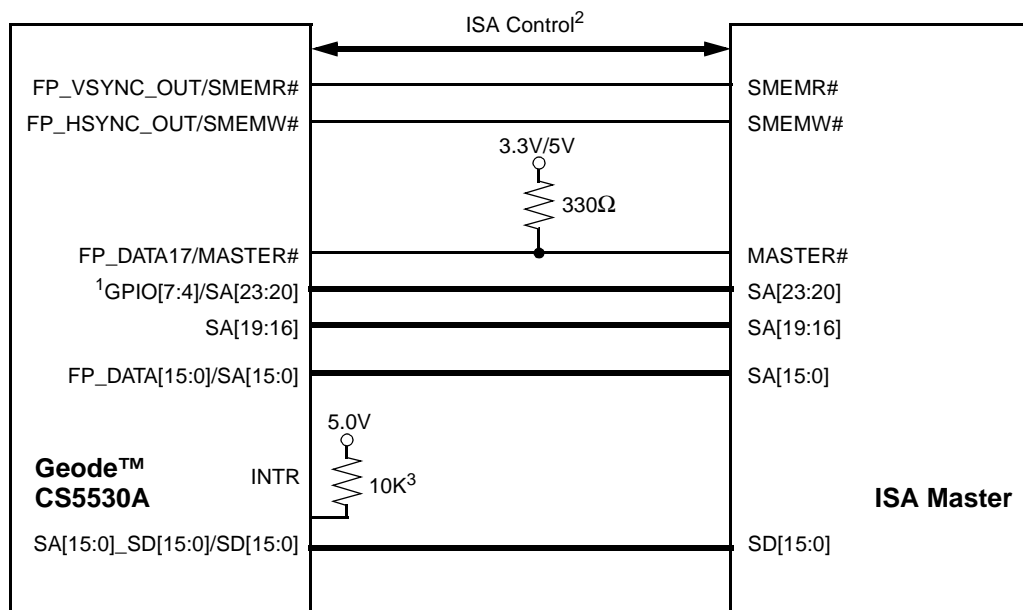 ISA Control²
FP_VSYNC_OUT/SMEMR# SMEMR#
FP_HSYNC_OUT/SMEMW# SMEMW#
3.3V/5V
330Ω
FP_DATA17/MASTER# MASTER#
¹GPIO[7:4]/SA[23:20] SA[23:20]
SA[19:16] SA[19:16]
FP_DATA[15:0]/SA[15:0] SA[15:0]
5.0V
INTR 10K³
Geode™
CS5530A
ISA Master
SA[15:0]_SD[15:0]/SD[15:0] SD[15:0]